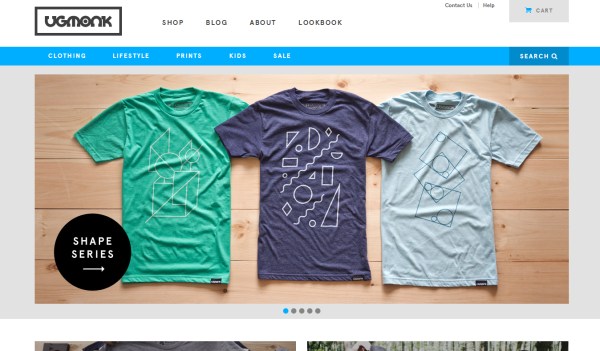 Contact Us | Help
CART
UGMONK
SHOP BLOG ABOUT LOOKBOOK
CLOTHING LIFESTYLE PRINTS KIDS SALE
SEARCH
SHAPE
SERIES